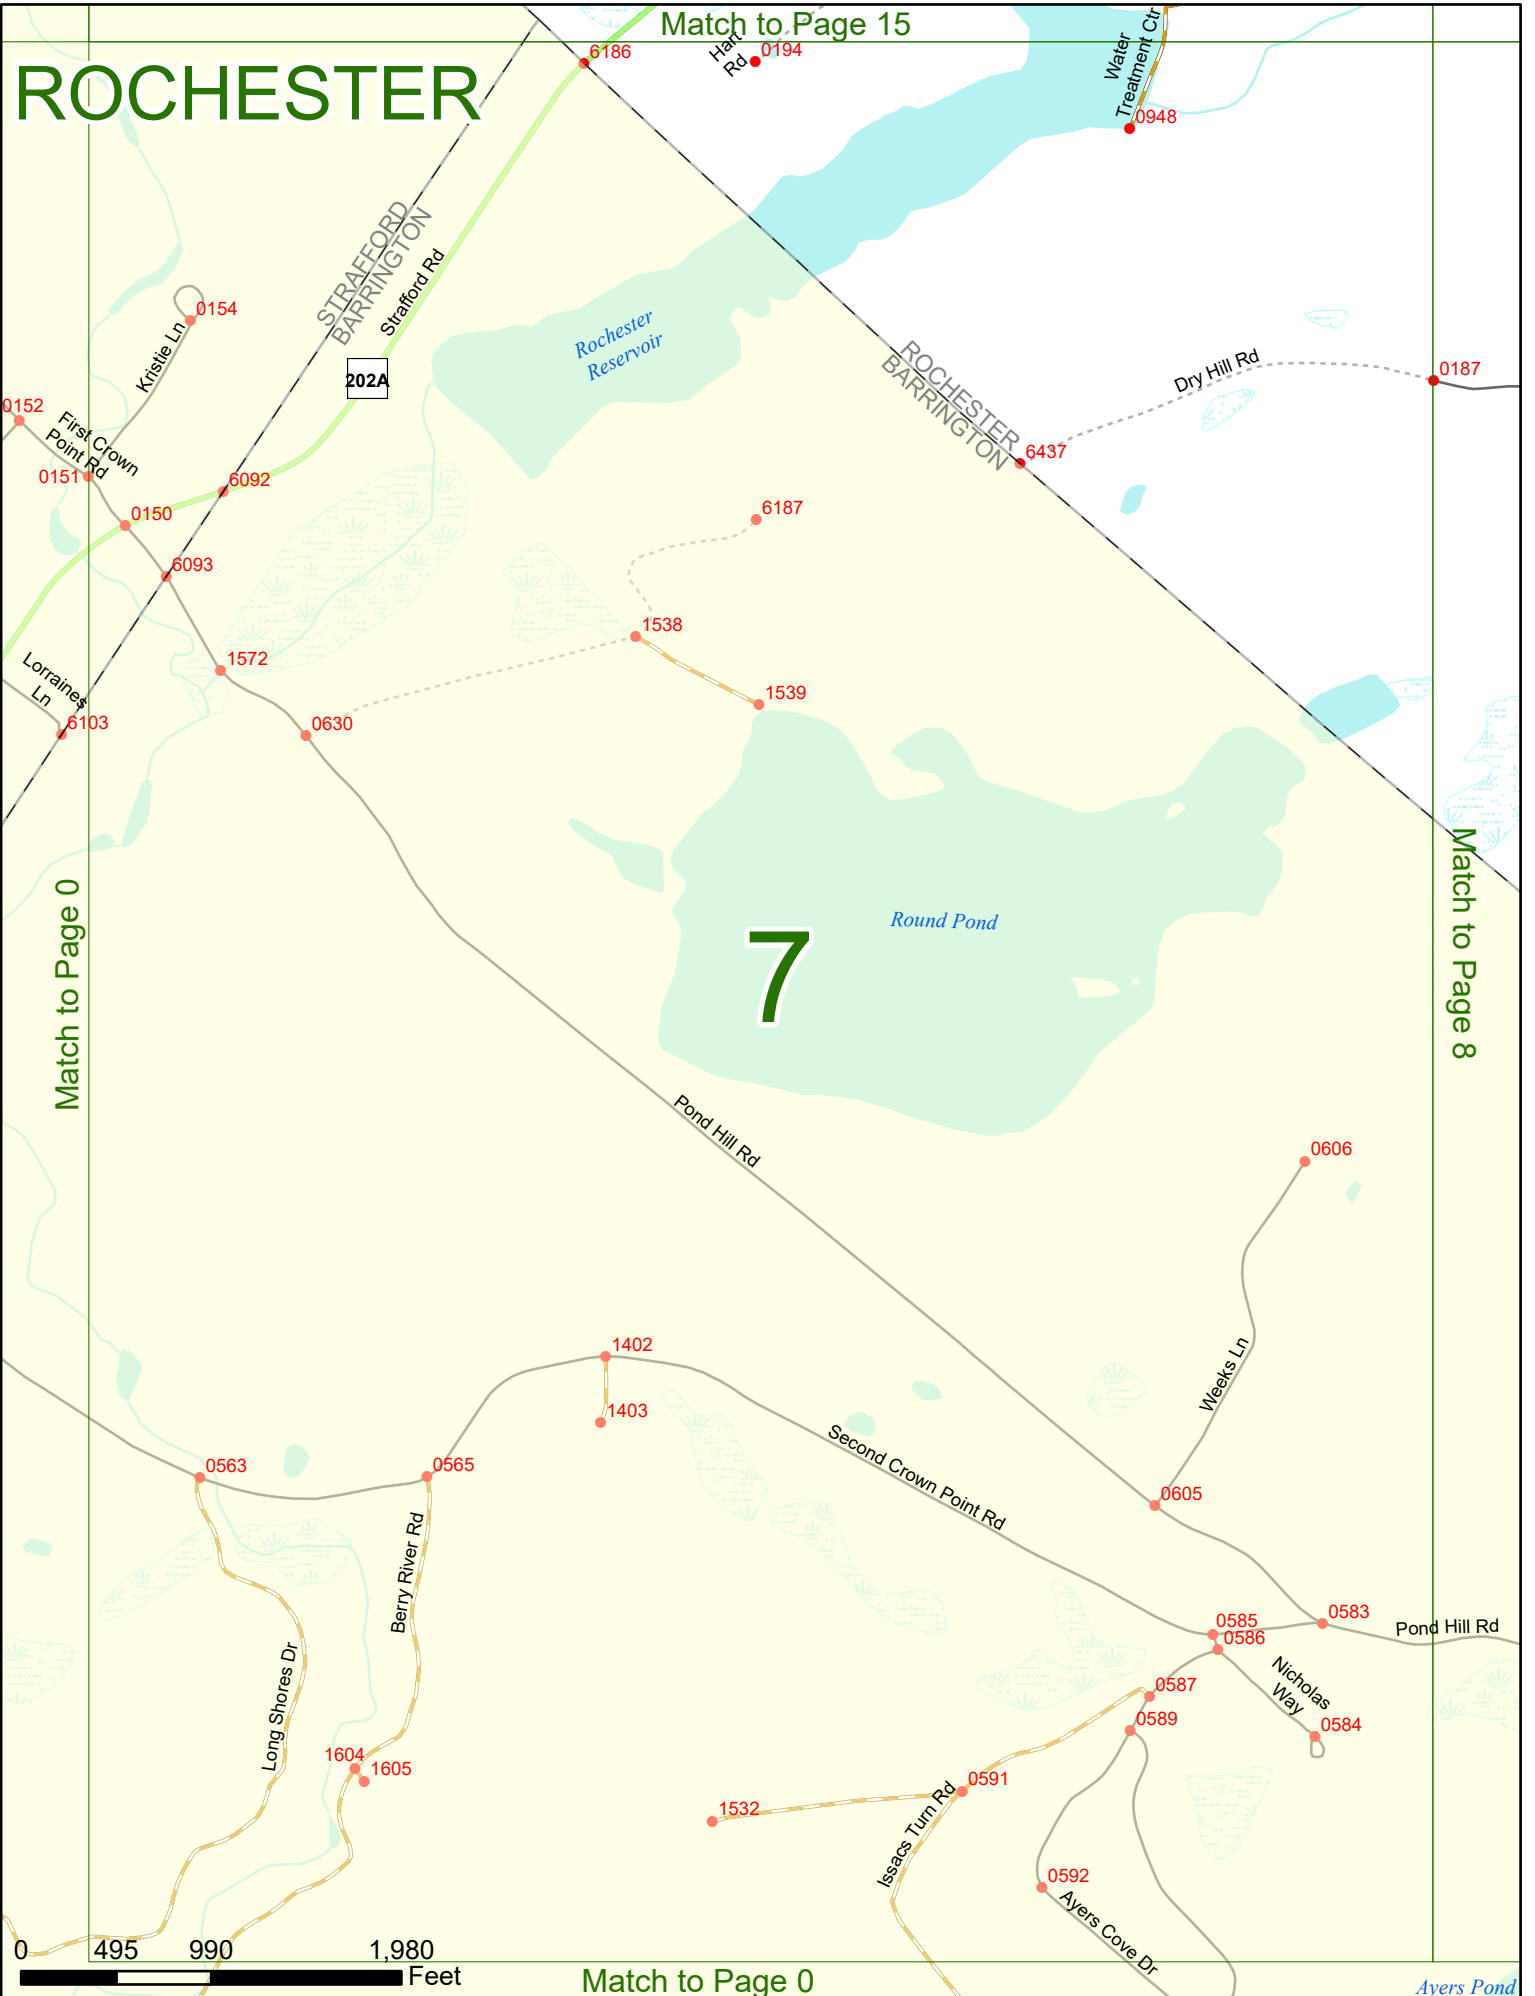 Match to Page 15
ROCHESTER
6186
Hart
Rd
0194
Water
Treatment Ctr
0948
STRAFFORD
BARRINGTON
Strafford Rd
0154
Kristie Ln
202A
Rochester
Reservoir
ROCHESTER
BARRINGTON
Dry Hill Rd
0187
0152
First Crown
Point Rd
0151
6092
6437
0150
6187
6093
1538
1572
Lorraines
Ln
6103
0630
1539
Match to Page 0
Round Pond
7
Match to Page 8
Pond Hill Rd
0606
1402
Weeks Ln
1403
Second Crown Point Rd
0563
0565
0605
Berry River Rd
0585
0583
Pond Hill Rd
0586
Long Shores Dr
Nicholas
Way
0587
0589
0584
1604
1605
0591
1532
Issacs Turn Rd
0592
Ayers Cove Dr
0 495 990 1,980
Feet
Match to Page 0
Ayers Pond